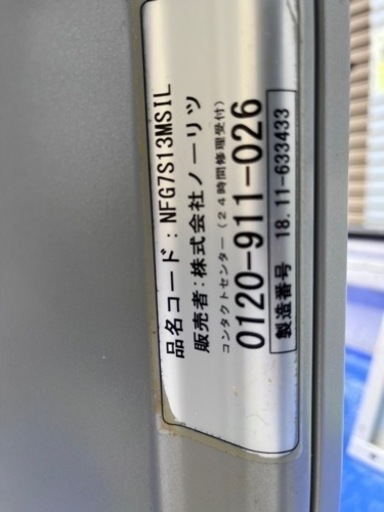 品名コード:NFG7S13MSIL
販売者:株式会社ノーリツ
コンタクトセンター(24時間修理受付)
0120-911-026
製造番号 18.11-633433